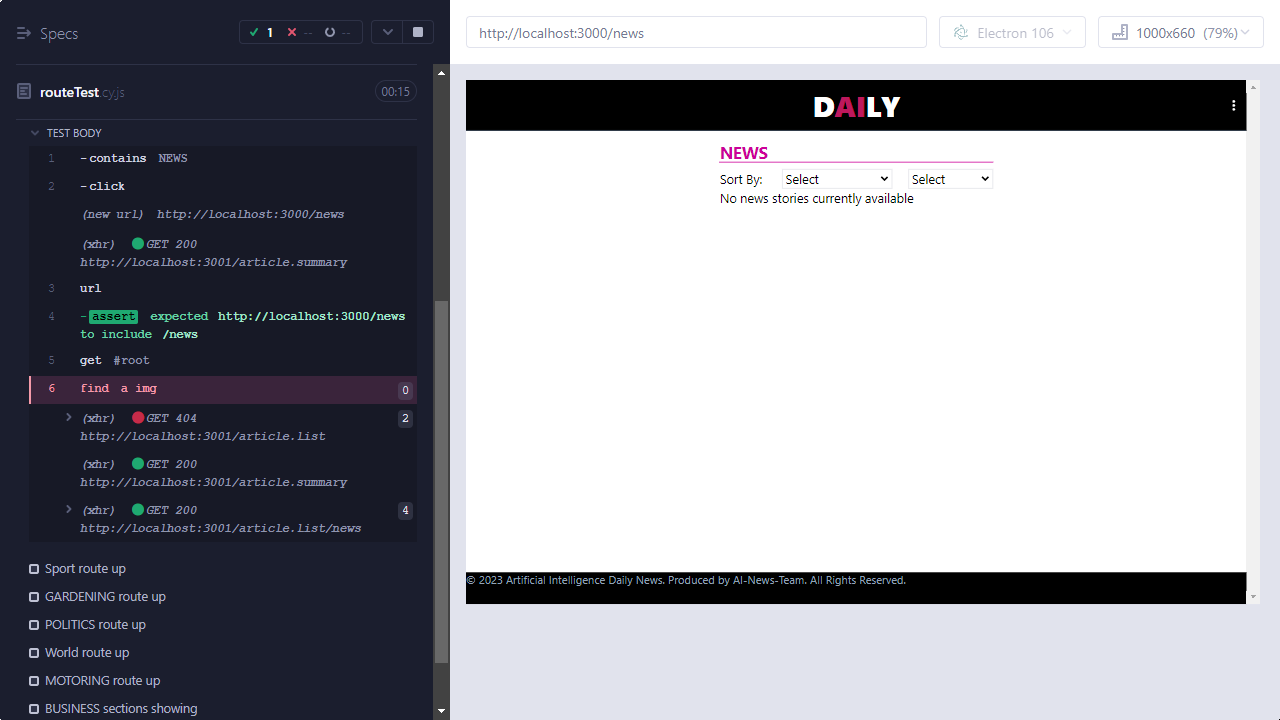 Specs
1
--
--
routeTest.cy.js
00:15
TEST BODY
1 -contains NEWS
2 -click
(new url) http://localhost:3000/news
(xhr) GET 200
http://localhost:3001/article.summary
3 url
4 -assert expected http://localhost:3000/news
to include /news
5 get #root
6 find a img 0
(xhr) GET 404 2
http://localhost:3001/article.list
(xhr) GET 200
http://localhost:3001/article.summary
(xhr) GET 200 4
http://localhost:3001/article.list/news
Sport route up
GARDENING route up
POLITICS route up
World route up
MOTORING route up
BUSINESS sections showing
http://localhost:3000/news
Electron 106
1000x660 (79%)
DAILY
NEWS
Sort By: Select Select
No news stories currently available
© 2023 Artificial Intelligence Daily News. Produced by AI-News-Team. All Rights Reserved.